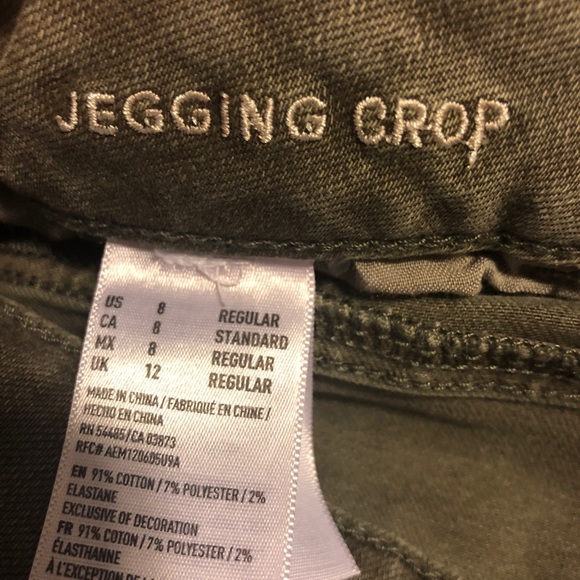 JEGGING CROP
US 8 REGULAR
CA 8 STANDARD
MX 8 REGULAR
UK 12 REGULAR
MADE IN CHINA / FABRIQUÉ EN CHINE /
HECHO EN CHINA
RN 54485/CA 03873
RFC# AEM120605U9A
EN 91% COTTON / 7% POLYESTER / 2%
ELASTANE
EXCLUSIVE OF DECORATION
FR 91% COTON / 7% POLYESTER / 2%
ÉLASTHANNE
À L'EXCEPTION DE